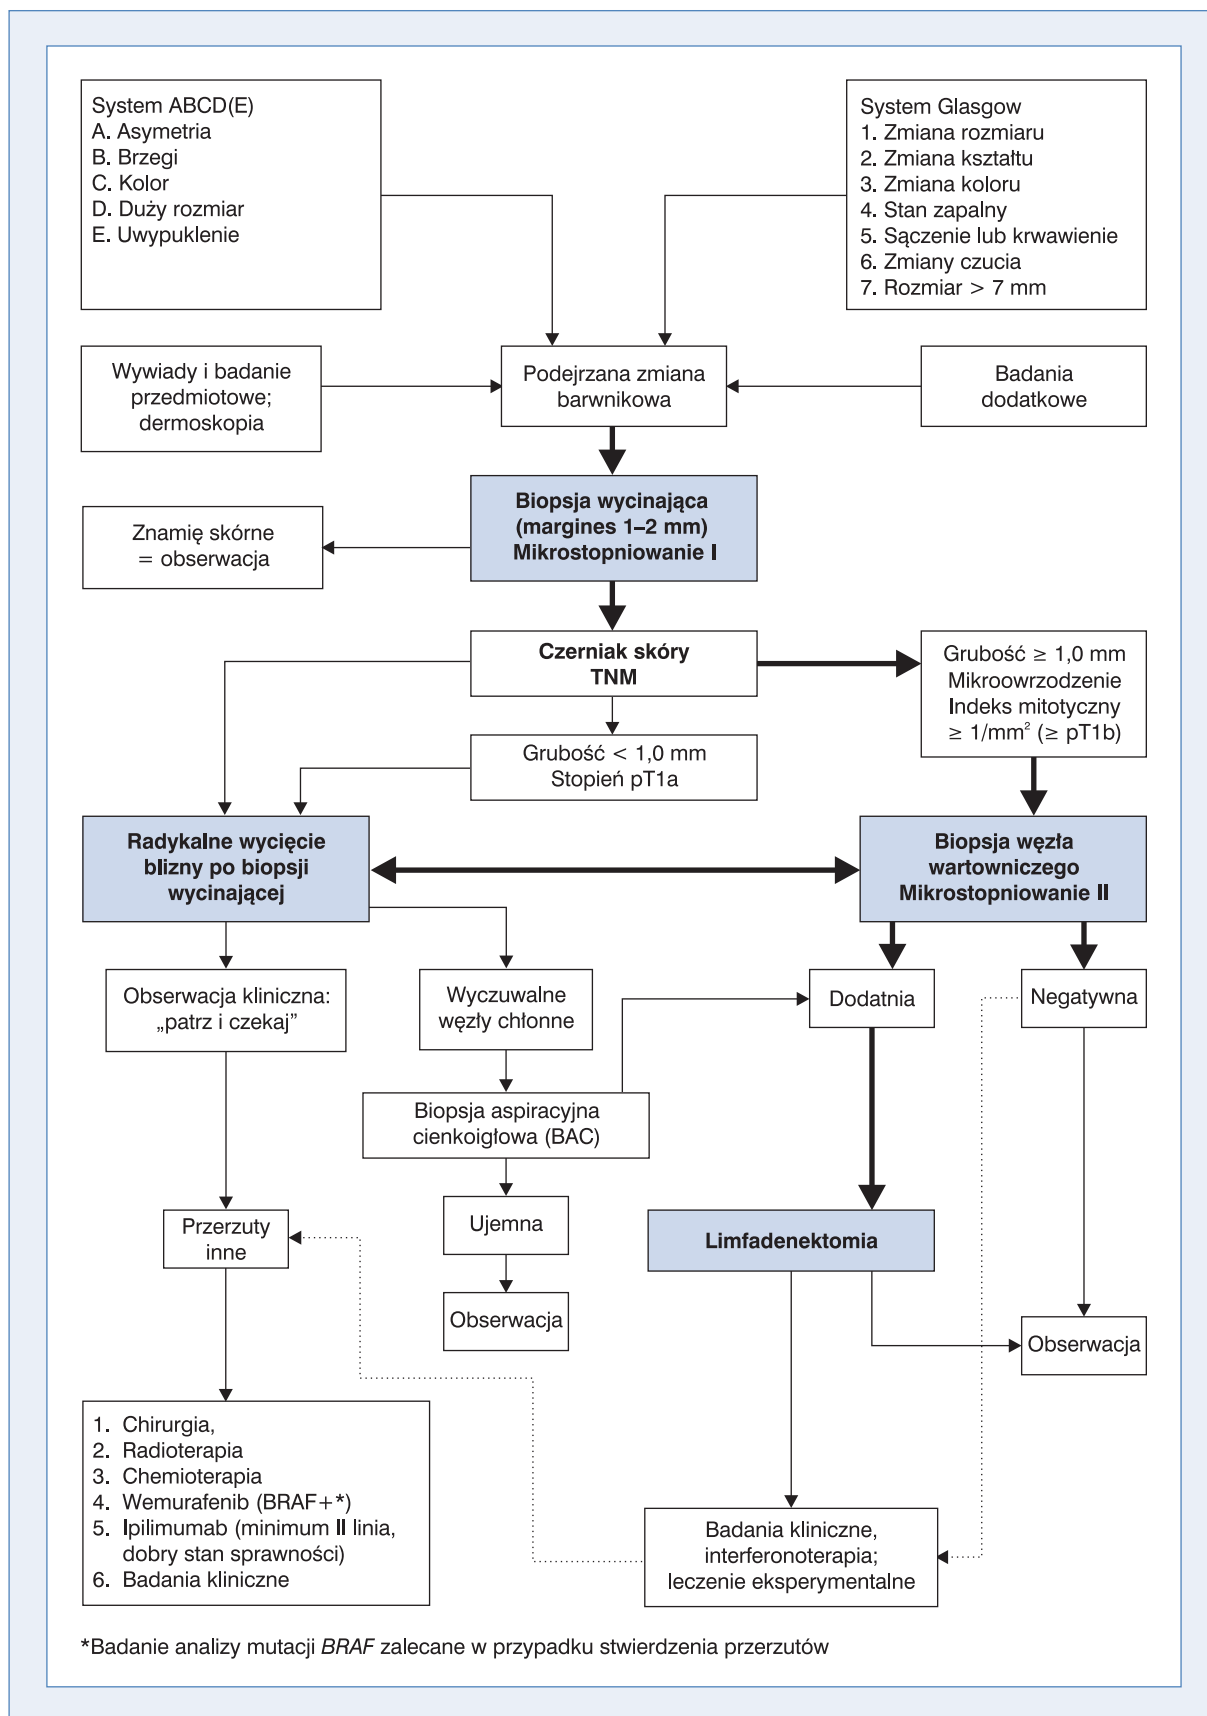 System ABCD(E)
A. Asymetria
B. Brzegi
C. Kolor
D. Duży rozmiar
E. Uwypuklenie
System Glasgow
1. Zmiana rozmiaru
2. Zmiana kształtu
3. Zmiana koloru
4. Stan zapalny
5. Sączenie lub krwawienie
6. Zmiany czucia
7. Rozmiar > 7 mm
Wywiady i badanie
przedmiotowe;
dermoskopia
Podejrzana zmiana
barwnikowa
Badania
dodatkowe
Biopsja wycinająca
(margines 1–2 mm)
Mikrostopniowanie I
Znamię skórne
= obserwacja
Czerniak skóry
TNM
Grubość ≥ 1,0 mm
Mikroowrzodzenie
Indeks mitotyczny
≥ 1/mm² (≥ pT1b)
Grubość < 1,0 mm
Stopień pT1a
Radykalne wycięcie
blizny po biopsji
wycinającej
Biopsja węzła
wartowniczego
Mikrostopniowanie II
Obserwacja kliniczna:
„patrz i czekaj”
Wyczuwalne
węzły chłonne
Dodatnia
Negatywna
Biopsja aspiracyjna
cienkoigłowa (BAC)
Przerzuty
inne
Ujemna
Limfadenektomia
Obserwacja
Obserwacja
1. Chirurgia,
2. Radioterapia
3. Chemioterapia
4. Wemurafenib (BRAF+*)
5. Ipilimumab (minimum II linia,
dobry stan sprawności)
6. Badania kliniczne
Badania kliniczne,
interferonoterapia;
leczenie eksperymentalne
*Badanie analizy mutacji BRAF zalecane w przypadku stwierdzenia przerzutów